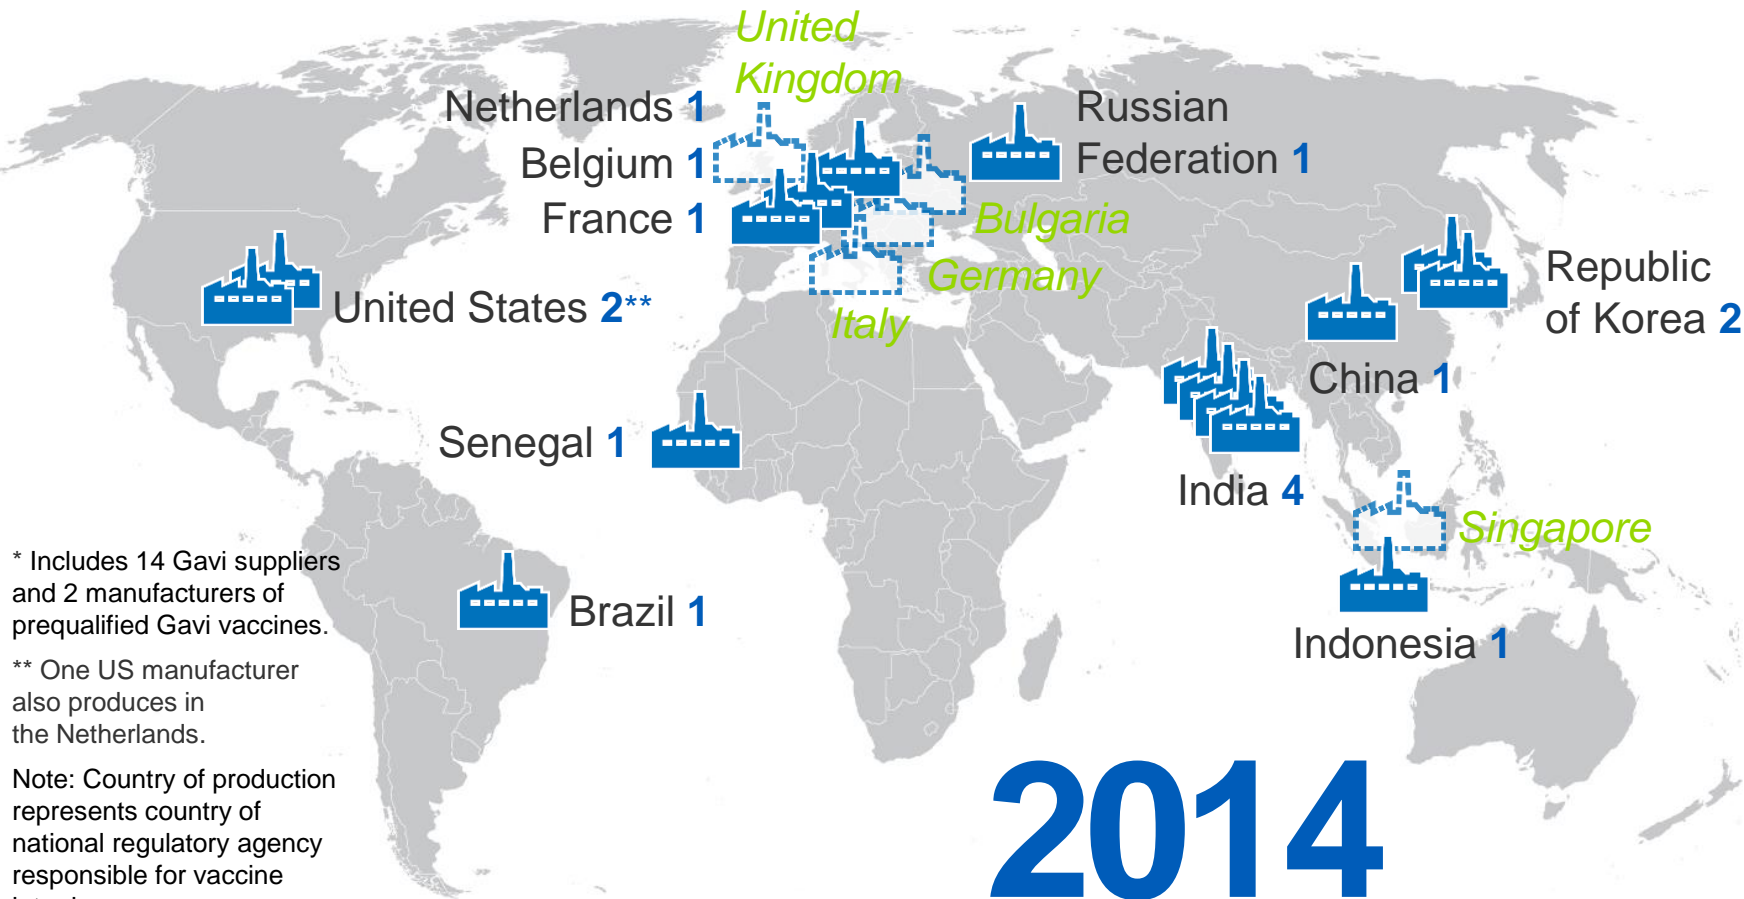 United
Kingdom
Netherlands 1
Belgium 1
France 1
Russian
Federation 1
Bulgaria
Germany
Italy
United States 2**
Republic
of Korea 2
China 1
India 4
Senegal 1
Singapore
Indonesia 1
Brazil 1
* Includes 14 Gavi suppliers
and 2 manufacturers of
prequalified Gavi vaccines.
** One US manufacturer
also produces in
the Netherlands.
Note: Country of production
represents country of
national regulatory agency
responsible for vaccine
2014